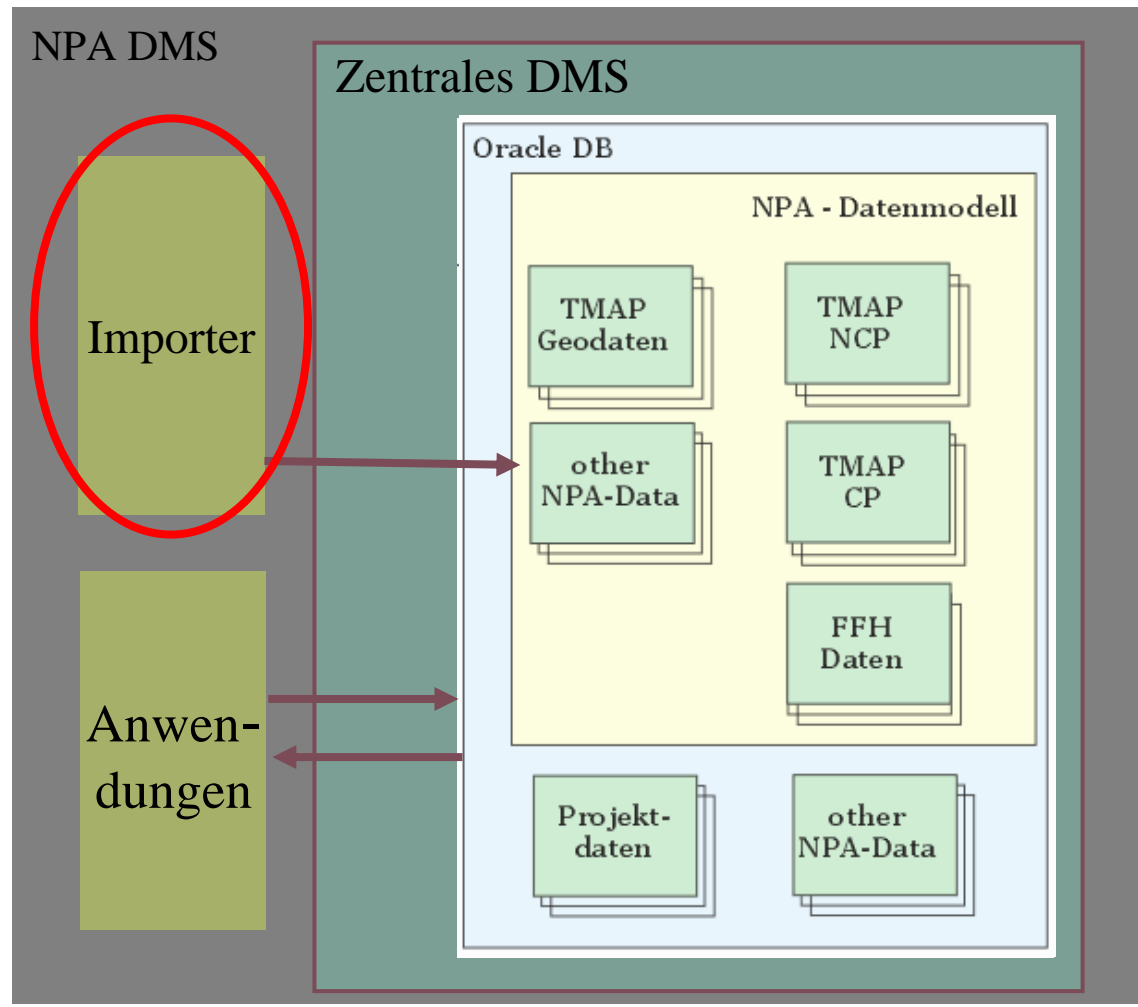 NPA DMS
Zentrales DMS
Oracle DB
NPA - Datenmodell
TMAP
Geodaten
TMAP
NCP
Importer
other
NPA-Data
TMAP
CP
FFH
Daten
Anwen-
dungen
Projekt-
daten
other
NPA-Data